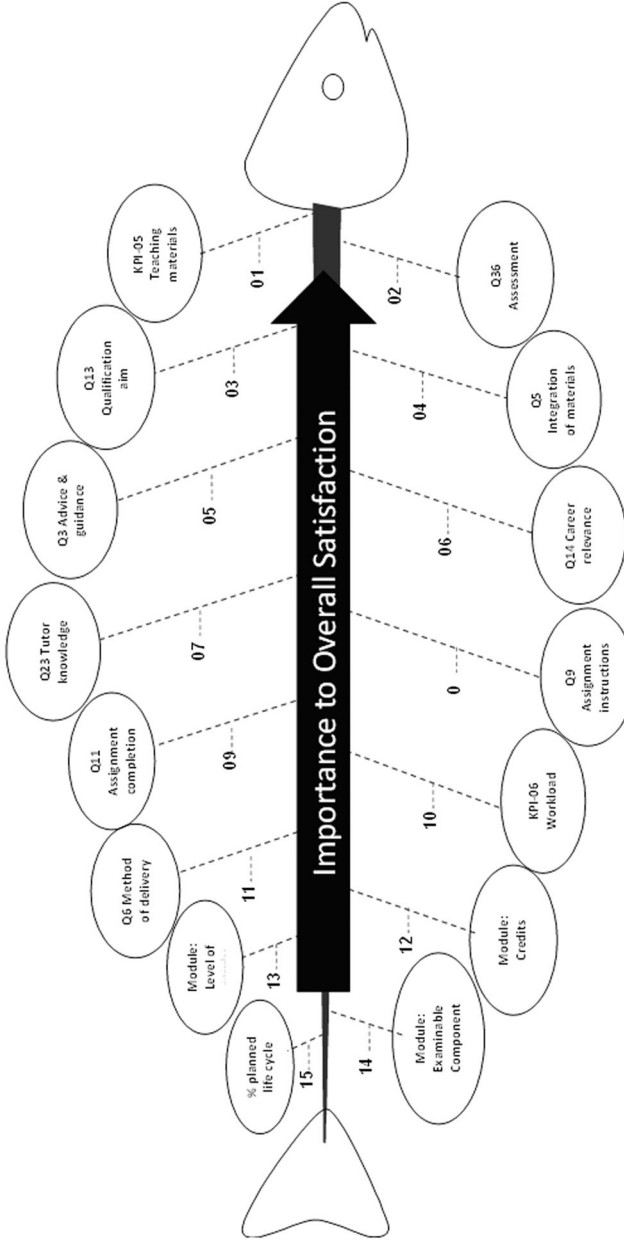 KPI-05
Teaching
materials
01
Q13
Qualification
aim
03
Q3 Advice &
guidance
05
Q23 Tutor
knowledge
07
Q11
Assignment
completion
09
Q6 Method
of delivery
11
Module:
Level of
13
% planned
life cycle
15
Importance to Overall Satisfaction
02
Q36
Assessment
04
Q5
Integration
of materials
06
Q14 Career
relevance
0
Q9
Assignment
instructions
10
KPI-06
Workload
12
Module:
Credits
14
Module:
Examinable
Component